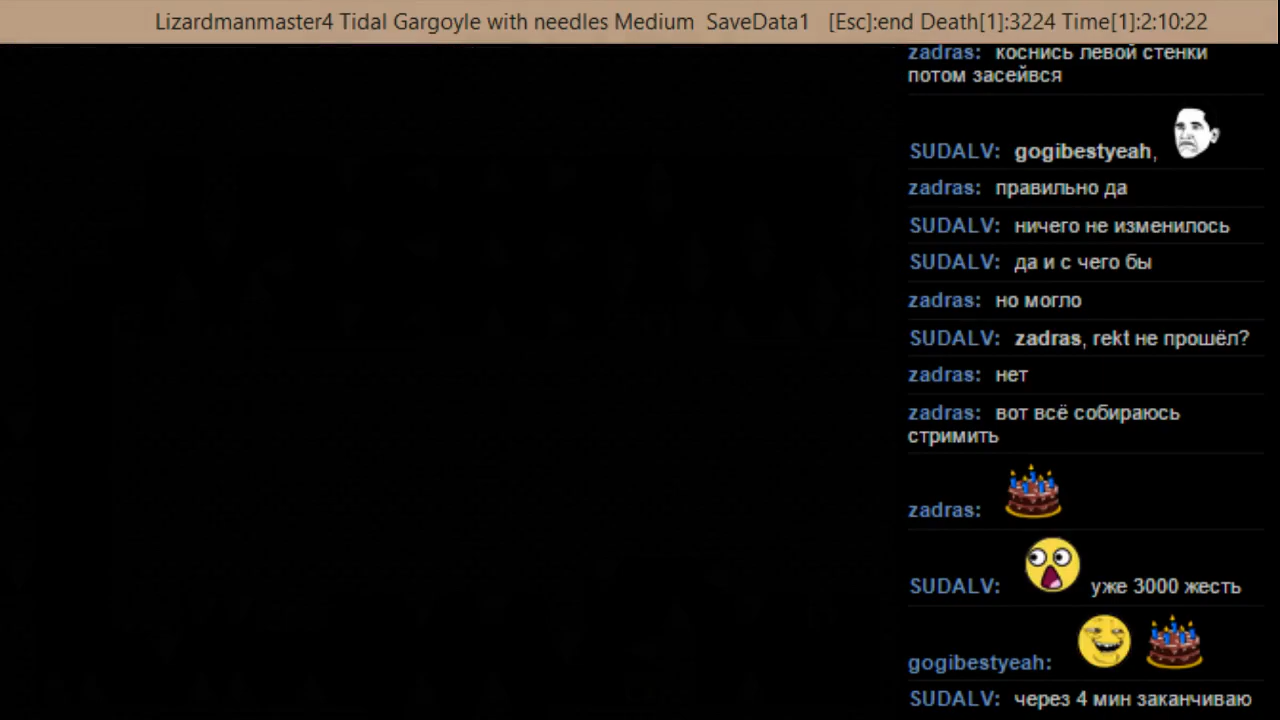 Lizardmanmaster4 Tidal Gargoyle with needles Medium SaveData1 [Esc]:end Death[1]:3224 Time[1]:2:10:22
zadras: коснись левой стенки
потом засейвся
SUDALV: gogibestyeah,
zadras: правильно да
SUDALV: ничего не изменилось
SUDALV: да и с чего бы
zadras: но могло
SUDALV: zadras, rekt не прошёл?
zadras: нет
zadras: вот всё собираюсь
стримить
zadras:
SUDALV: уже 3000 жесть
gogibestyeah:
SUDALV: через 4 мин заканчиваю